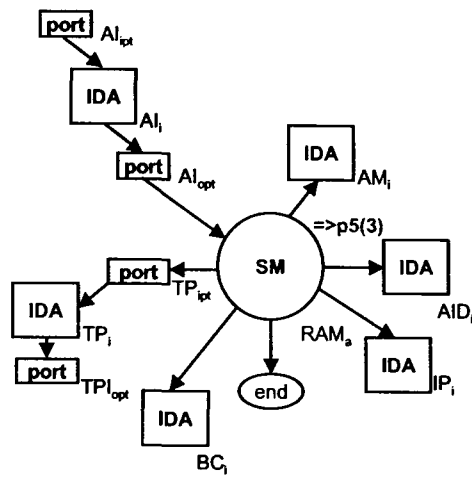 port
AI_ipt
IDA
AI_i
port
AI_opt
IDA
AM_i
=>p5(3)
SM
IDA
AID_i
port
TP_ipt
IDA
TP_i
port
TPI_opt
RAM_a
IDA
IP_i
end
IDA
BC_i